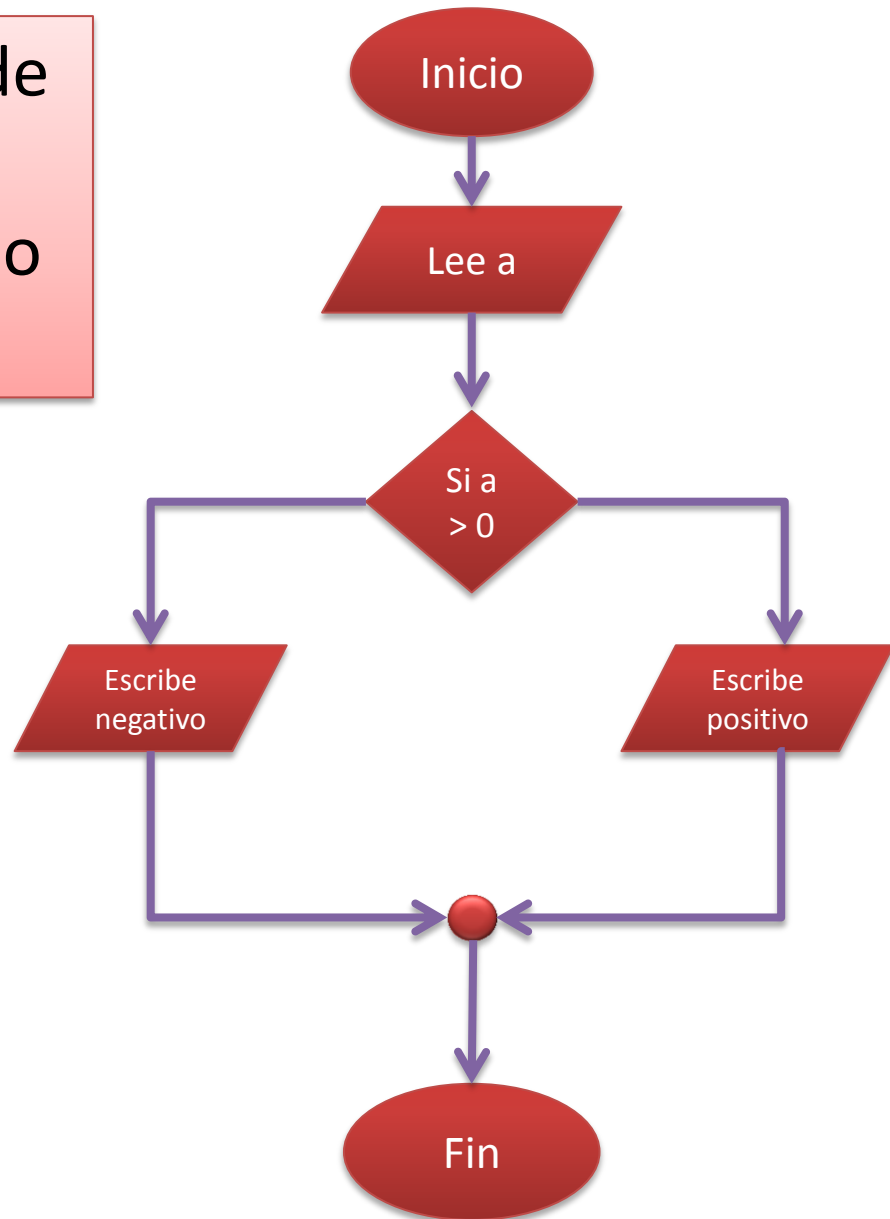 de
o
Inicio
Lee a
Si a
> 0
Escribe
negativo
Escribe
positivo
Fin